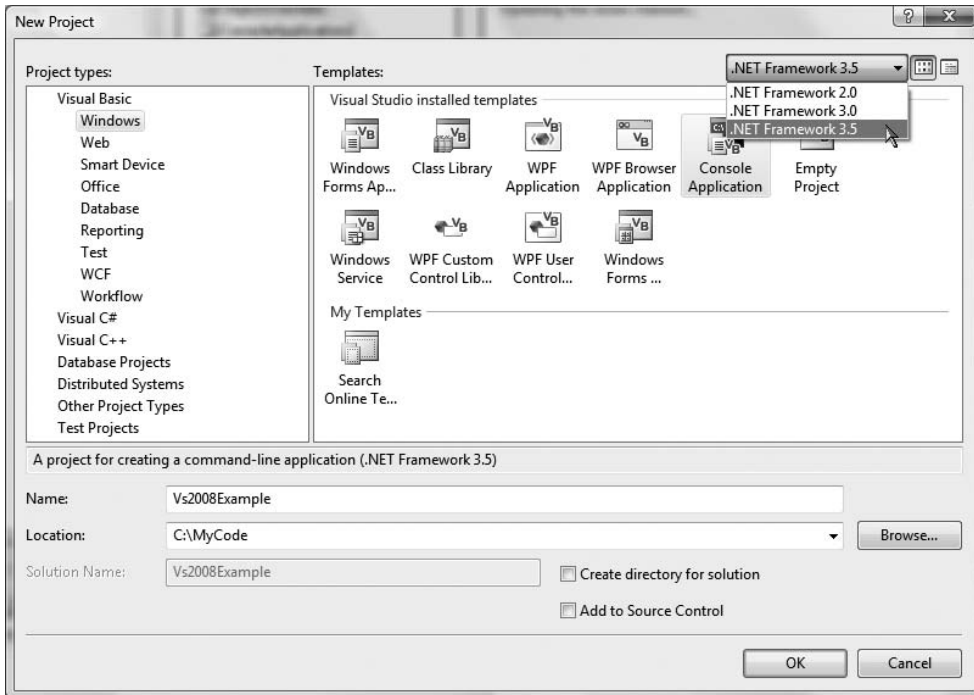 New Project
Project types:
Templates:
.NET Framework 3.5
.NET Framework 2.0
.NET Framework 3.0
.NET Framework 3.5
Visual Basic
Windows
Web
Smart Device
Office
Database
Reporting
Test
WCF
Workflow
Visual C#
Visual C++
Database Projects
Distributed Systems
Other Project Types
Test Projects
Visual Studio installed templates
Windows
Forms Ap...
Class Library
WPF
Application
WPF Browser
Application
Console
Application
Empty
Project
Windows
Service
WPF Custom
Control Lib...
WPF User
Control...
Windows
Forms ...
My Templates
Search
Online Te...
A project for creating a command-line application (.NET Framework 3.5)
Name:
Vs2008Example
Location:
C:\MyCode
Browse...
Solution Name:
Vs2008Example
Create directory for solution
Add to Source Control
OK
Cancel